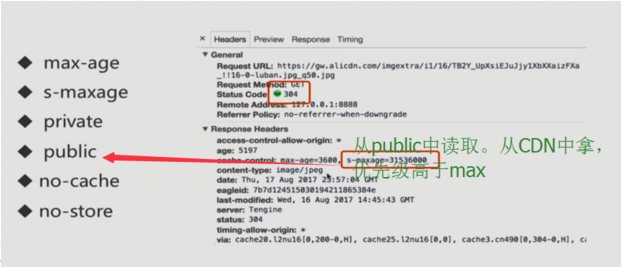 max-age
s-maxage
private
public
no-cache
no-store
× Headers Preview Response Timing
▼ General
Request URL: https://gw.alicdn.com/imgextra/i1/16/TB2Y_UpXsiEJuJjy1XbXXaizFXa
_!!16-0-luban.jpg_q50.jpg
Request Method: GET
Status Code: 304
Remote Address: 127.0.0.1:8888
Referrer Policy: no-referrer-when-downgrade
▼ Response Headers
access-control-allow-origin: *
age: 5197
cache-control: max-age=3600, s-maxage=31536000
content-type: image/jpeg
date: Thu, 17 Aug 2017 23:57:04 GMT
eagleid: 7b7d12451503019421186 5384e
last-modified: Wed, 16 Aug 2017 14:45:43 GMT
server: Tengine
status: 304
timing-allow-origin: *
via: cache20.l2nu16[0,200-0,H], cache25.l2nu16[0,0], cache3.cn490[0,304-0,H], ca
从public中读取。从CDN中拿，
优先级高于max